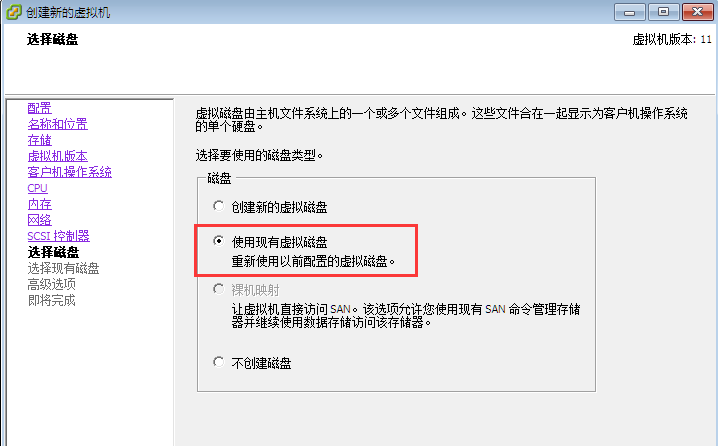 创建新的虚拟机
选择磁盘
虚拟机版本: 11
配置
名称和位置
存储
虚拟机版本
客户机操作系统
CPU
内存
网络
SCSI 控制器
选择磁盘
选择现有磁盘
高级选项
即将完成
虚拟磁盘由主机文件系统上的一个或多个文件组成。这些文件合在一起显示为客户机操作系统
的单个硬盘。
选择要使用的磁盘类型。
磁盘
创建新的虚拟磁盘
使用现有虚拟磁盘
重新使用以前配置的虚拟磁盘。
裸机映射
让虚拟机直接访问 SAN。该选项允许您使用现有 SAN 命令管理存储
器并继续使用数据存储访问该存储器。
不创建磁盘